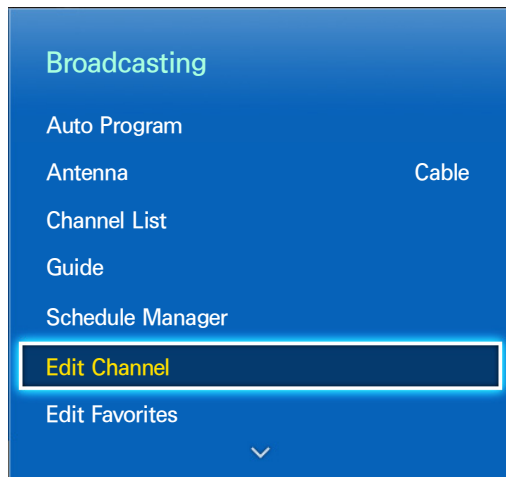 Broadcasting
Auto Program
Antenna Cable
Channel List
Guide
Schedule Manager
Edit Channel
Edit Favorites